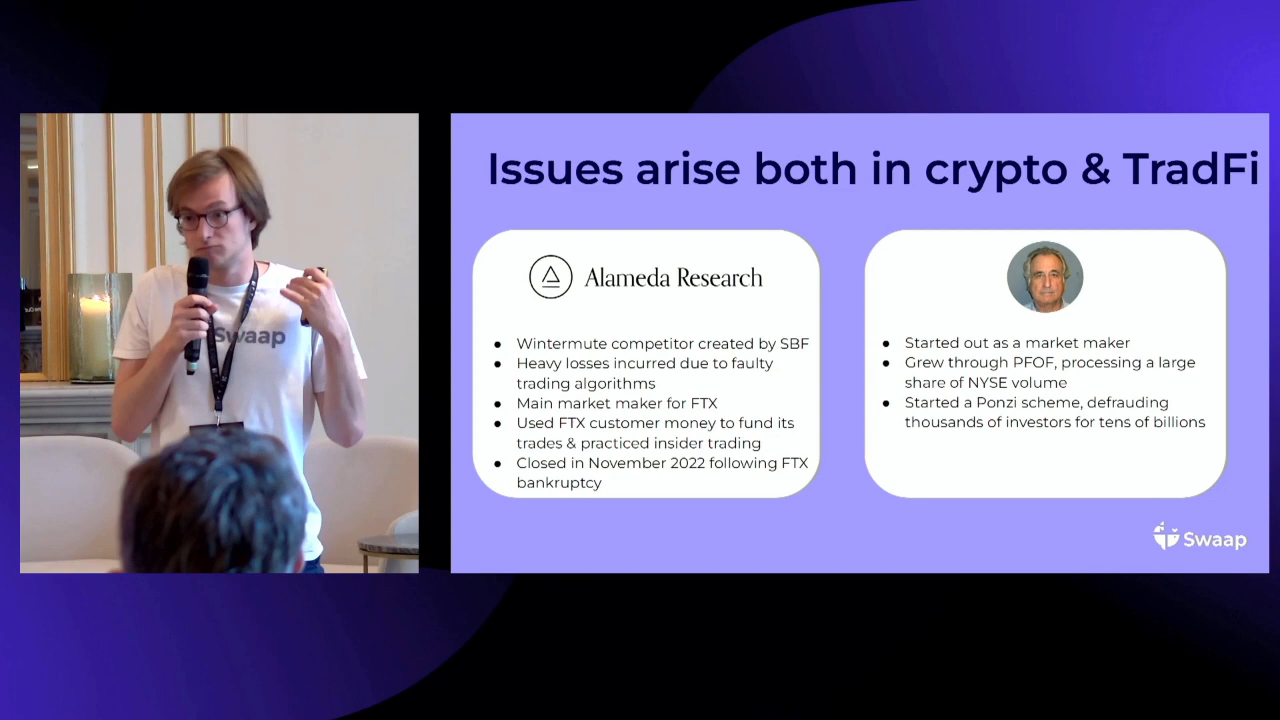 Issues arise both in crypto & TradFi
Alameda Research
● Wintermute competitor created by SBF
● Heavy losses incurred due to faulty
trading algorithms
● Main market maker for FTX
● Used FTX customer money to fund its
trades & practiced insider trading
● Closed in November 2022 following FTX
bankruptcy
● Started out as a market maker
● Grew through PFOF, processing a large
share of NYSE volume
● Started a Ponzi scheme, defrauding
thousands of investors for tens of billions
Swaap
Swaap